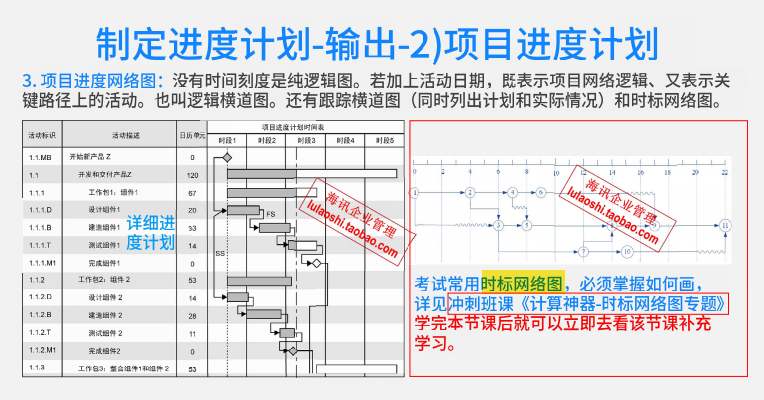 制定进度计划-输出-2)项目进度计划
3. 项目进度网络图：没有时间刻度是纯逻辑图。若加上活动日期，既表示项目网络逻辑、又表示关
键路径上的活动。也叫逻辑横道图。还有跟踪横道图（同时列出计划和实际情况）和时标网络图。
活动标识 活动描述 日历单元 项目进度计划时间表
时段1 时段2 时段3 时段4 时段5
1.1.MB 开始新产品 Z 0
1.1 开发和交付产品Z 120
1.1.1 工作包1：组件1 67
1.1.1.D 设计组件1 20
FS
1.1.1.B 建造组件1 33
详细进
度计划
1.1.1.T 测试组件1 14
SS
1.1.1.M1 完成组件1 0
1.1.2 工作包2：组件 2 53
1.1.2.D 设计组件 2 14
1.1.2.B 建造组件 2 28
1.1.2.T 测试组件 2 11
1.1.2.M1 完成组件2 0
1.1.3 工作包3：整合组件1和组件 2 53
0 2 4 6 8 10 12 14 16 18 20 22
1 2 4 6
3 5 9 11
7 10
海讯企业管理
lulaoshi.taobao.com
海讯企业管理
lulaoshi.taobao.com
考试常用时标网络图，必须掌握如何画，
详见冲刺班课《计算神器-时标网络图专题》
学完本节课后就可以立即去看该节课补充
学习。